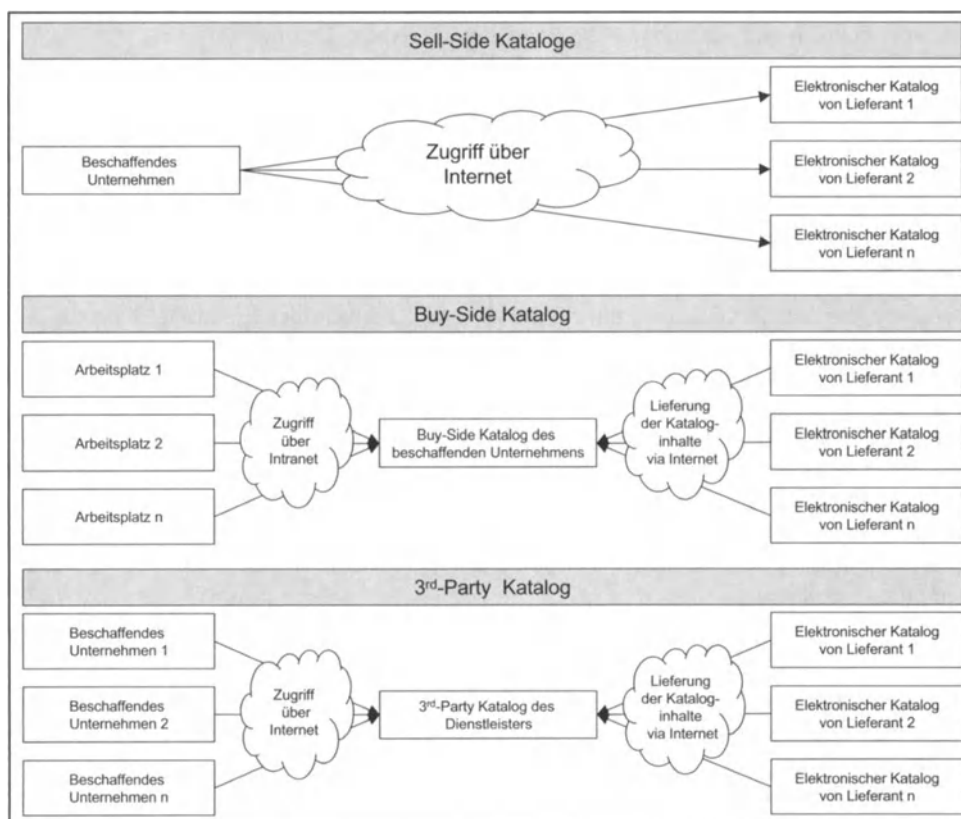 Sell-Side Kataloge
Beschaffendes
Unternehmen
Zugriff über
Internet
Elektronischer Katalog
von Lieferant 1
Elektronischer Katalog
von Lieferant 2
Elektronischer Katalog
von Lieferant n
Buy-Side Katalog
Arbeitsplatz 1
Arbeitsplatz 2
Arbeitsplatz n
Zugriff
über
Intranet
Buy-Side Katalog des
beschaffenden Unternehmens
Lieferung
der Katalog-
inhalte
via Internet
Elektronischer Katalog
von Lieferant 1
Elektronischer Katalog
von Lieferant 2
Elektronischer Katalog
von Lieferant n
3rd-Party Katalog
Beschaffendes
Unternehmen 1
Beschaffendes
Unternehmen 2
Beschaffendes
Unternehmen n
Zugriff
über
Internet
3rd-Party Katalog des
Dienstleisters
Lieferung
der Katalog-
inhalte
via Internet
Elektronischer Katalog
von Lieferant 1
Elektronischer Katalog
von Lieferant 2
Elektronischer Katalog
von Lieferant n